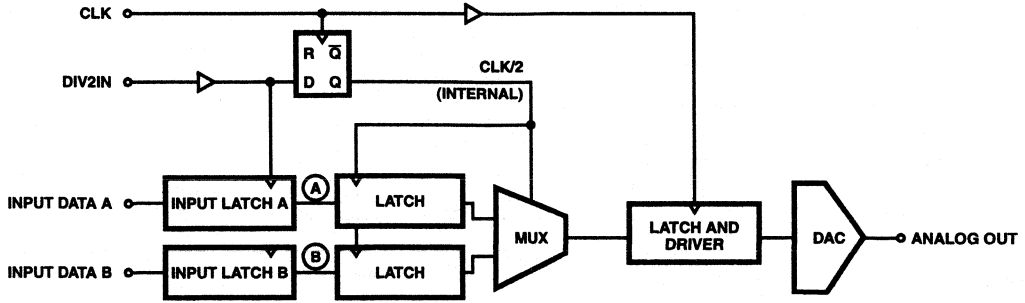 CLK
R Q̅
DIV2IN
D Q
CLK/2
(INTERNAL)
INPUT DATA A
INPUT LATCH A
A
LATCH
MUX
LATCH AND
DRIVER
DAC
ANALOG OUT
INPUT DATA B
INPUT LATCH B
B
LATCH